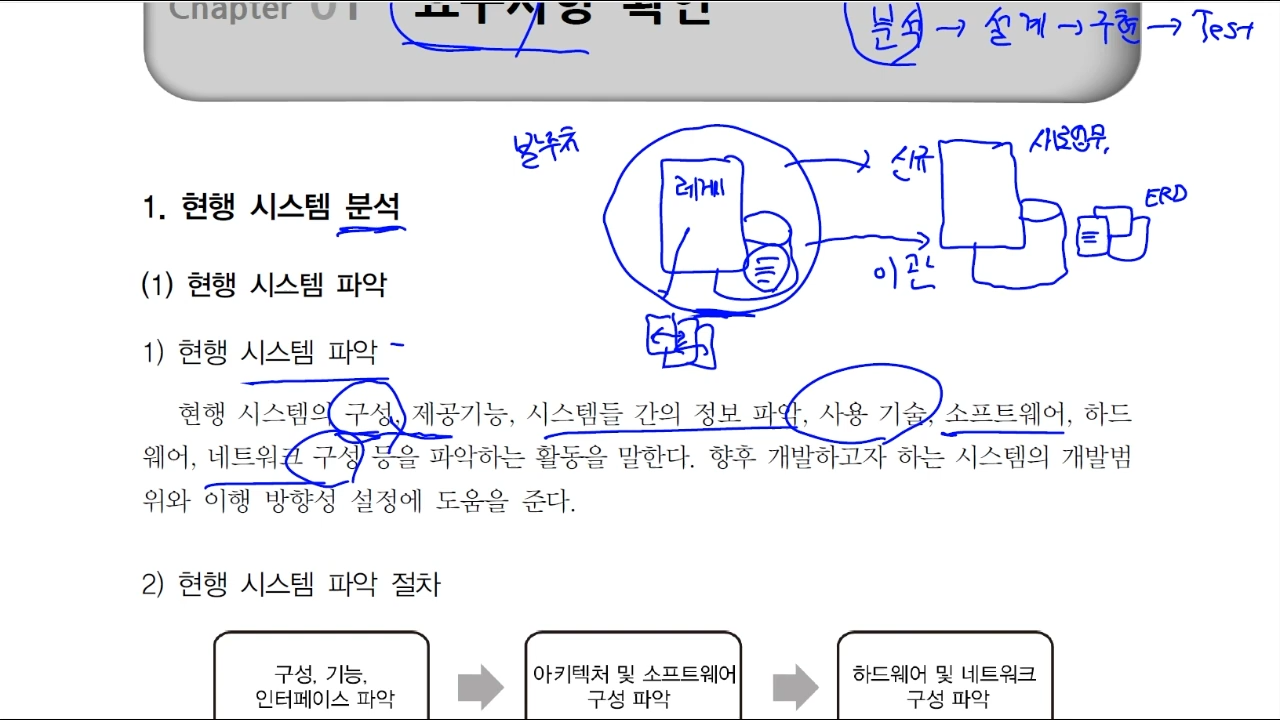 Chapter 01 요구사항 확인
분석 → 설계 → 구현 → Test
발주처
레거시
신규
새로업무,
ERD
이관
1. 현행 시스템 분석
(1) 현행 시스템 파악
1) 현행 시스템 파악
현행 시스템의 구성, 제공기능, 시스템들 간의 정보 파악, 사용 기술, 소프트웨어, 하드
웨어, 네트워크 구성 등을 파악하는 활동을 말한다. 향후 개발하고자 하는 시스템의 개발범
위와 이행 방향성 설정에 도움을 준다.
2) 현행 시스템 파악 절차
구성, 기능,
인터페이스 파악
아키텍처 및 소프트웨어
구성 파악
하드웨어 및 네트워크
구성 파악